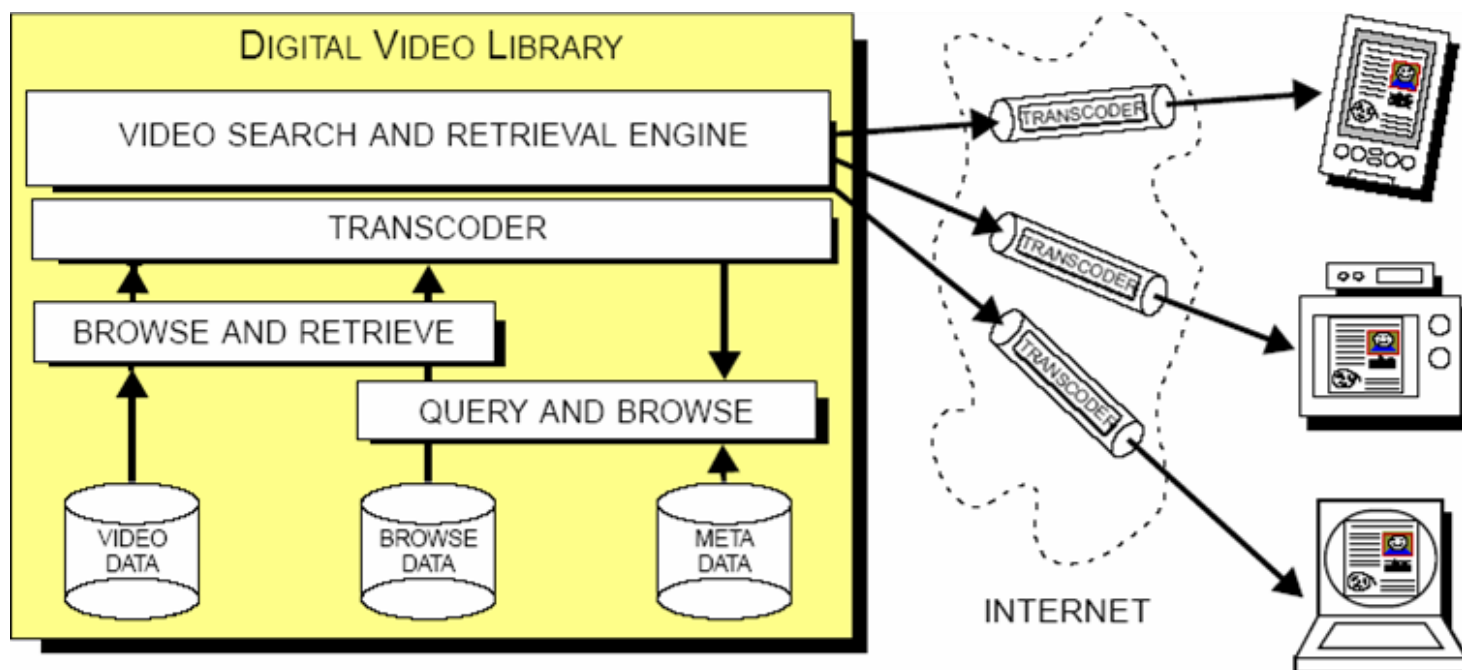 DIGITAL VIDEO LIBRARY
VIDEO SEARCH AND RETRIEVAL ENGINE
TRANSCODER
BROWSE AND RETRIEVE
QUERY AND BROWSE
VIDEO
DATA
BROWSE
DATA
META
DATA
TRANSCODER
TRANSCODER
TRANSCODER
INTERNET